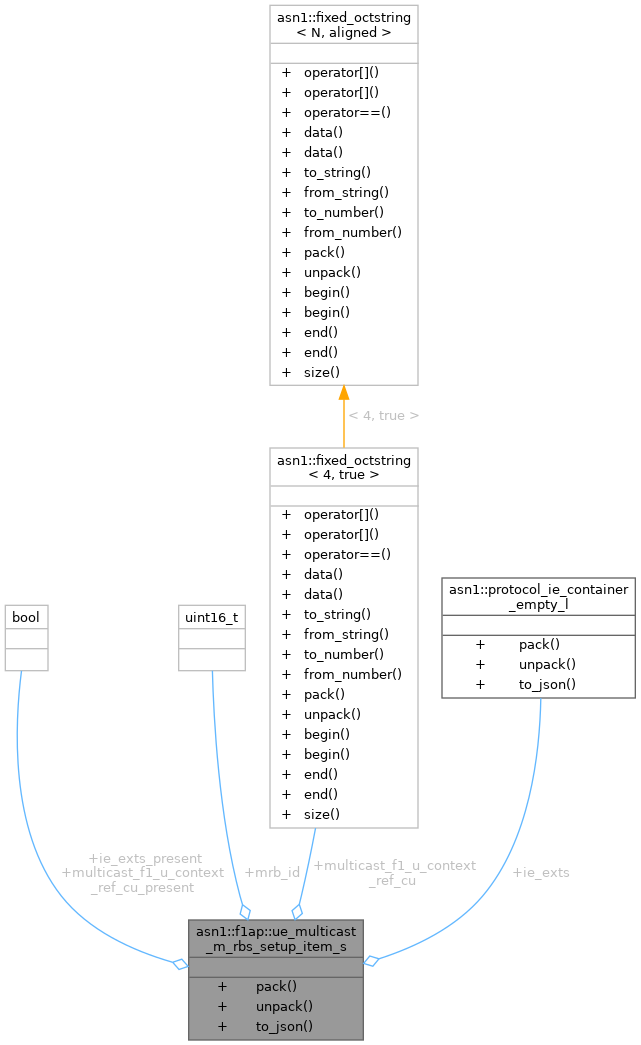 asn1::fixed_octstring
< N, aligned >
+ operator[]()
+ operator[]()
+ operator==()
+ data()
+ data()
+ to_string()
+ from_string()
+ to_number()
+ from_number()
+ pack()
+ unpack()
+ begin()
+ begin()
+ end()
+ end()
+ size()
< 4, true >
asn1::fixed_octstring
< 4, true >
+ operator[]()
+ operator[]()
+ operator==()
+ data()
+ data()
+ to_string()
+ from_string()
+ to_number()
+ from_number()
+ pack()
+ unpack()
+ begin()
+ begin()
+ end()
+ end()
+ size()
bool
uint16_t
asn1::protocol_ie_container
_empty_l
+ pack()
+ unpack()
+ to_json()
+ie_exts_present
+multicast_f1_u_context
_ref_cu_present
+mrb_id
+multicast_f1_u_context
_ref_cu
+ie_exts
asn1::f1ap::ue_multicast
_m_rbs_setup_item_s
+ pack()
+ unpack()
+ to_json()